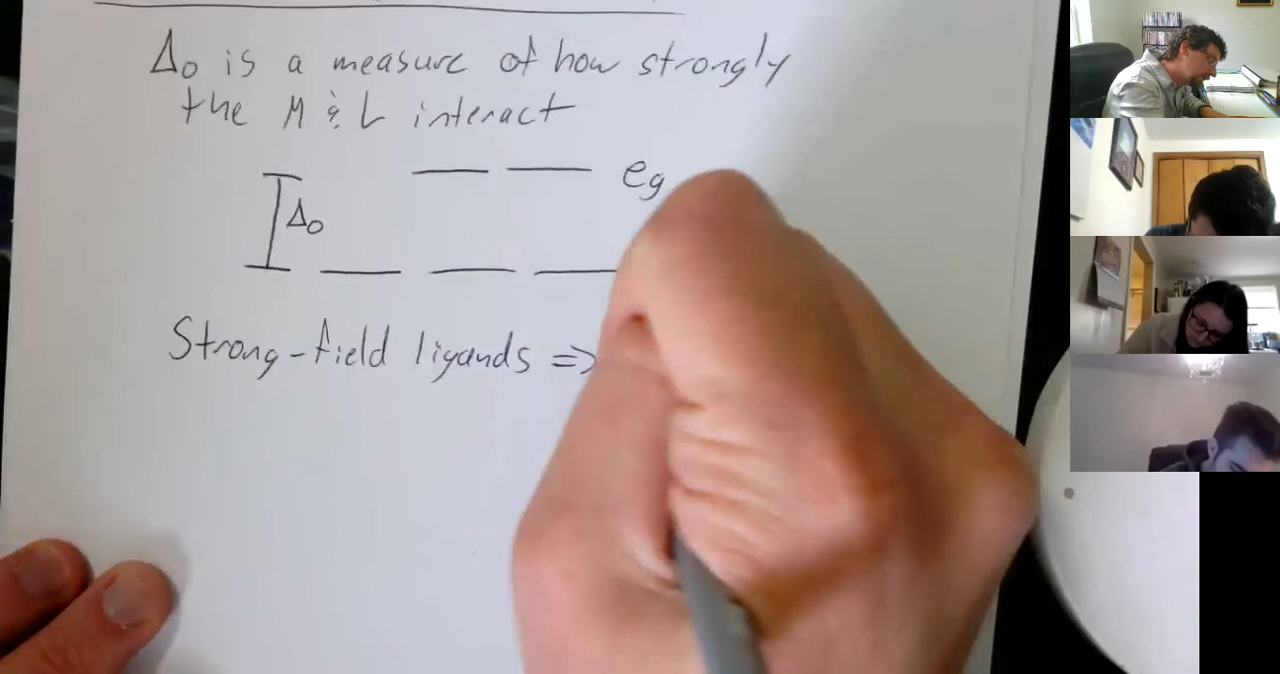 Δo is a measure of how strongly
the M & L interact
eg
Δo
Strong-field ligands =>